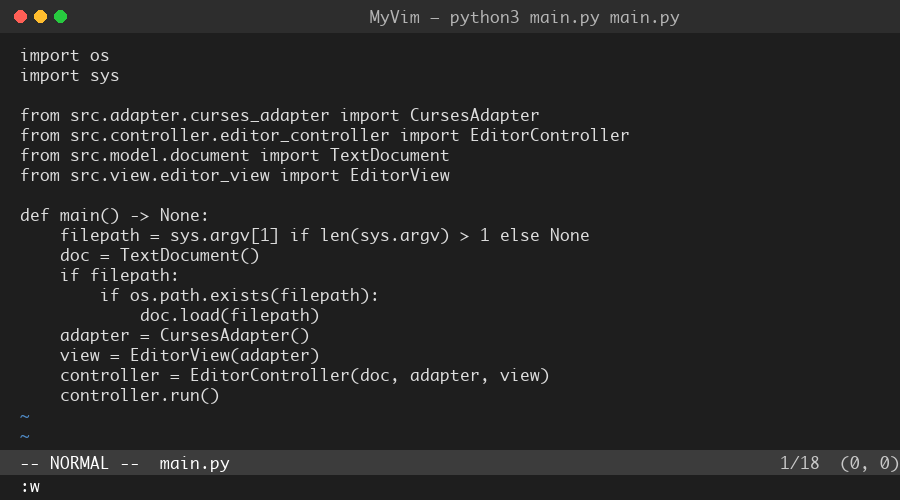 MyVim — python3 main.py main.py
import os
import sys

from src.adapter.curses_adapter import CursesAdapter
from src.controller.editor_controller import EditorController
from src.model.document import TextDocument
from src.view.editor_view import EditorView

def main() -> None:
    filepath = sys.argv[1] if len(sys.argv) > 1 else None
    doc = TextDocument()
    if filepath:
        if os.path.exists(filepath):
            doc.load(filepath)
    adapter = CursesAdapter()
    view = EditorView(adapter)
    controller = EditorController(doc, adapter, view)
    controller.run()
~
~
-- NORMAL --  main.py 1/18  (0, 0)
:w